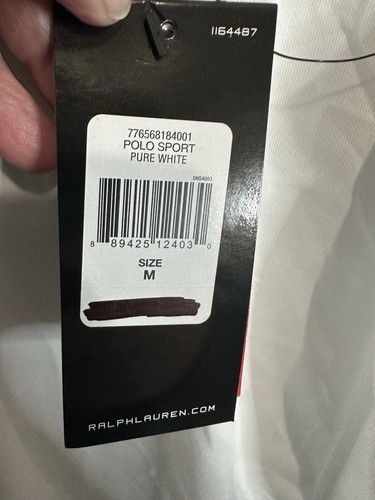 1164487
776568184001
POLO SPORT
PURE WHITE
DNS4003
8 89425 12403 0
SIZE
M
RALPHLAUREN.COM